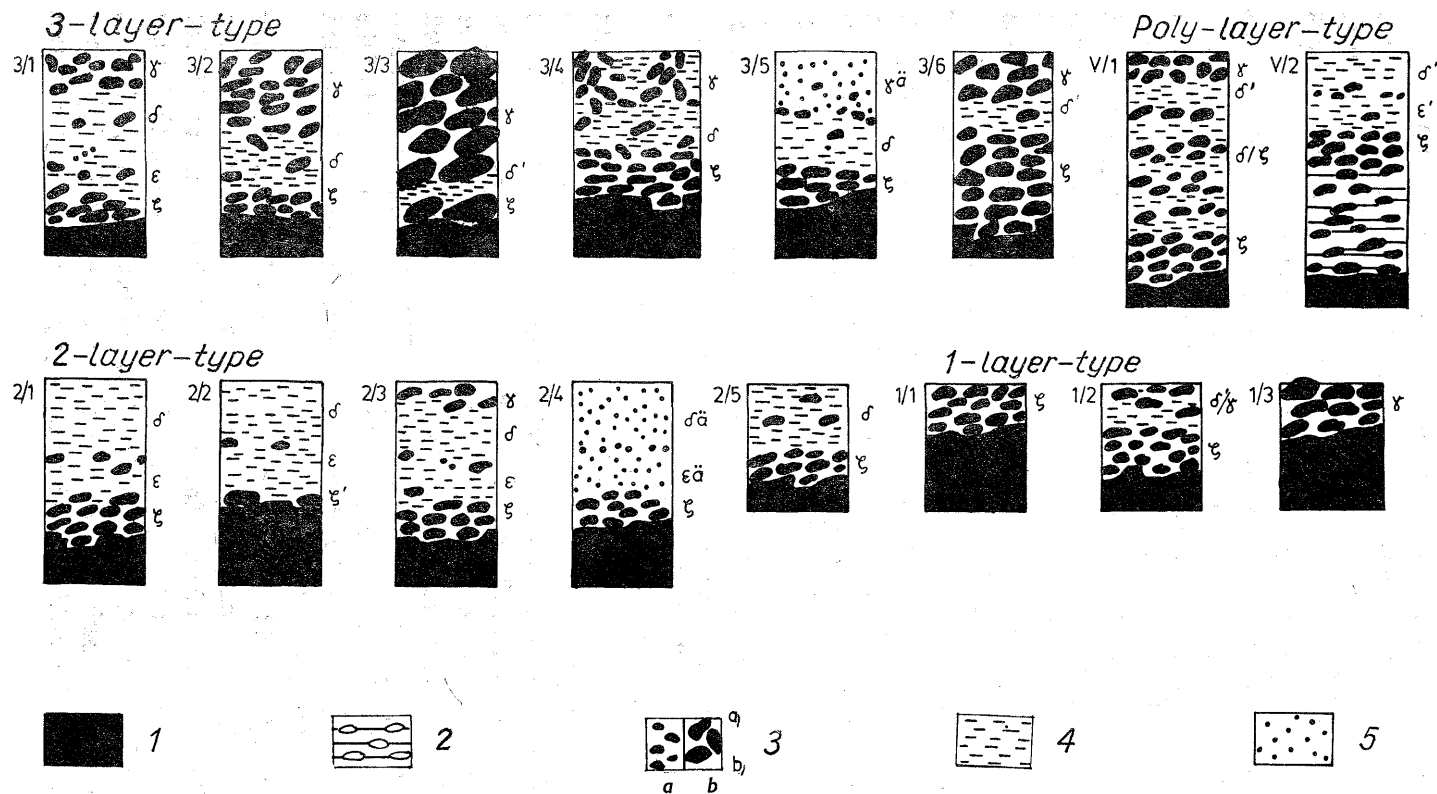 3-layer-type
Poly-layer-type
3/1 ɣ δ ε ζ
3/2 ɣ δ ζ
3/3 ɣ δ' ζ
3/4 ɣ δ ζ
3/5 ɣä δ ζ
3/6 ɣ δ' ζ
V/1 ɣ δ' δ/ζ ζ
V/2 δ' ε' ζ
2-layer-type
1-layer-type
2/1 δ ε ζ
2/2 δ ε ζ'
2/3 ɣ δ ε ζ
2/4 δä εä ζ
2/5 δ ζ
1/1 ζ
1/2 δ'/ɣ ζ
1/3 ɣ
1
2
a) b) a b 3
4
5